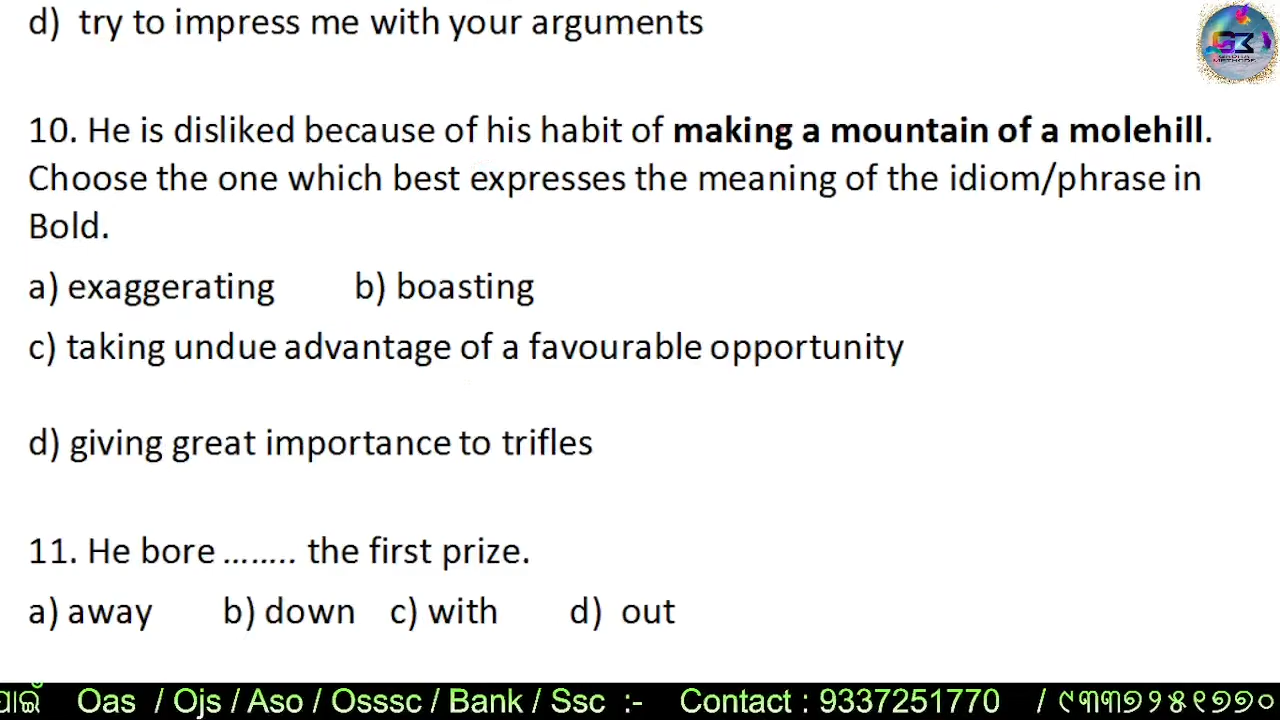 d) try to impress me with your arguments
10. He is disliked because of his habit of making a mountain of a molehill.
Choose the one which best expresses the meaning of the idiom/phrase in
Bold.
a) exaggerating b) boasting
c) taking undue advantage of a favourable opportunity
d) giving great importance to trifles
11. He bore …….. the first prize.
a) away b) down c) with d) out
Oas / Ojs / Aso / Osssc / Bank / Ssc :- Contact : 9337251770 / ୯୩୩୭୨୫୧୭୭୦